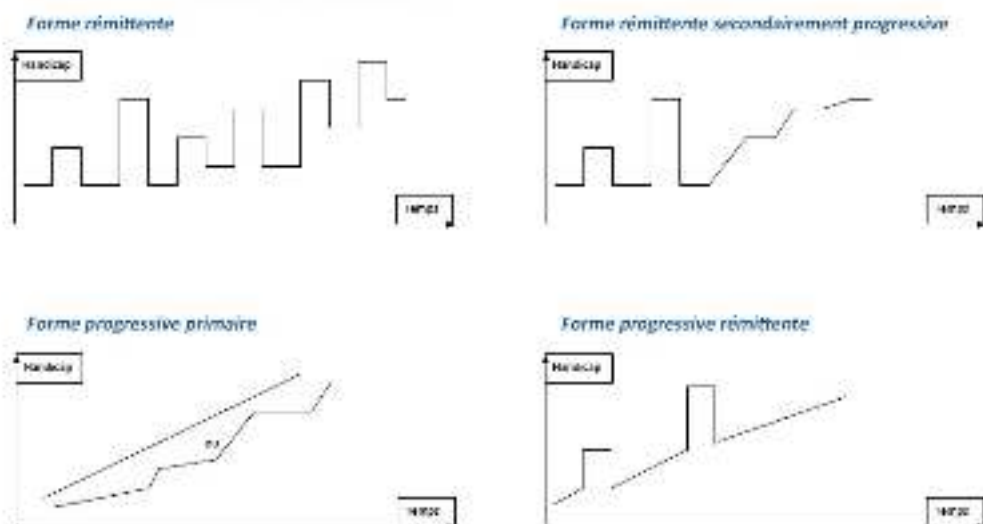 Forme rémittente
Forme rémittente secondairement progressive
Handicap
Handicap
Temps
Temps
Forme progressive primaire
Forme progressive rémittente
Handicap
Handicap
ou
Temps
Temps